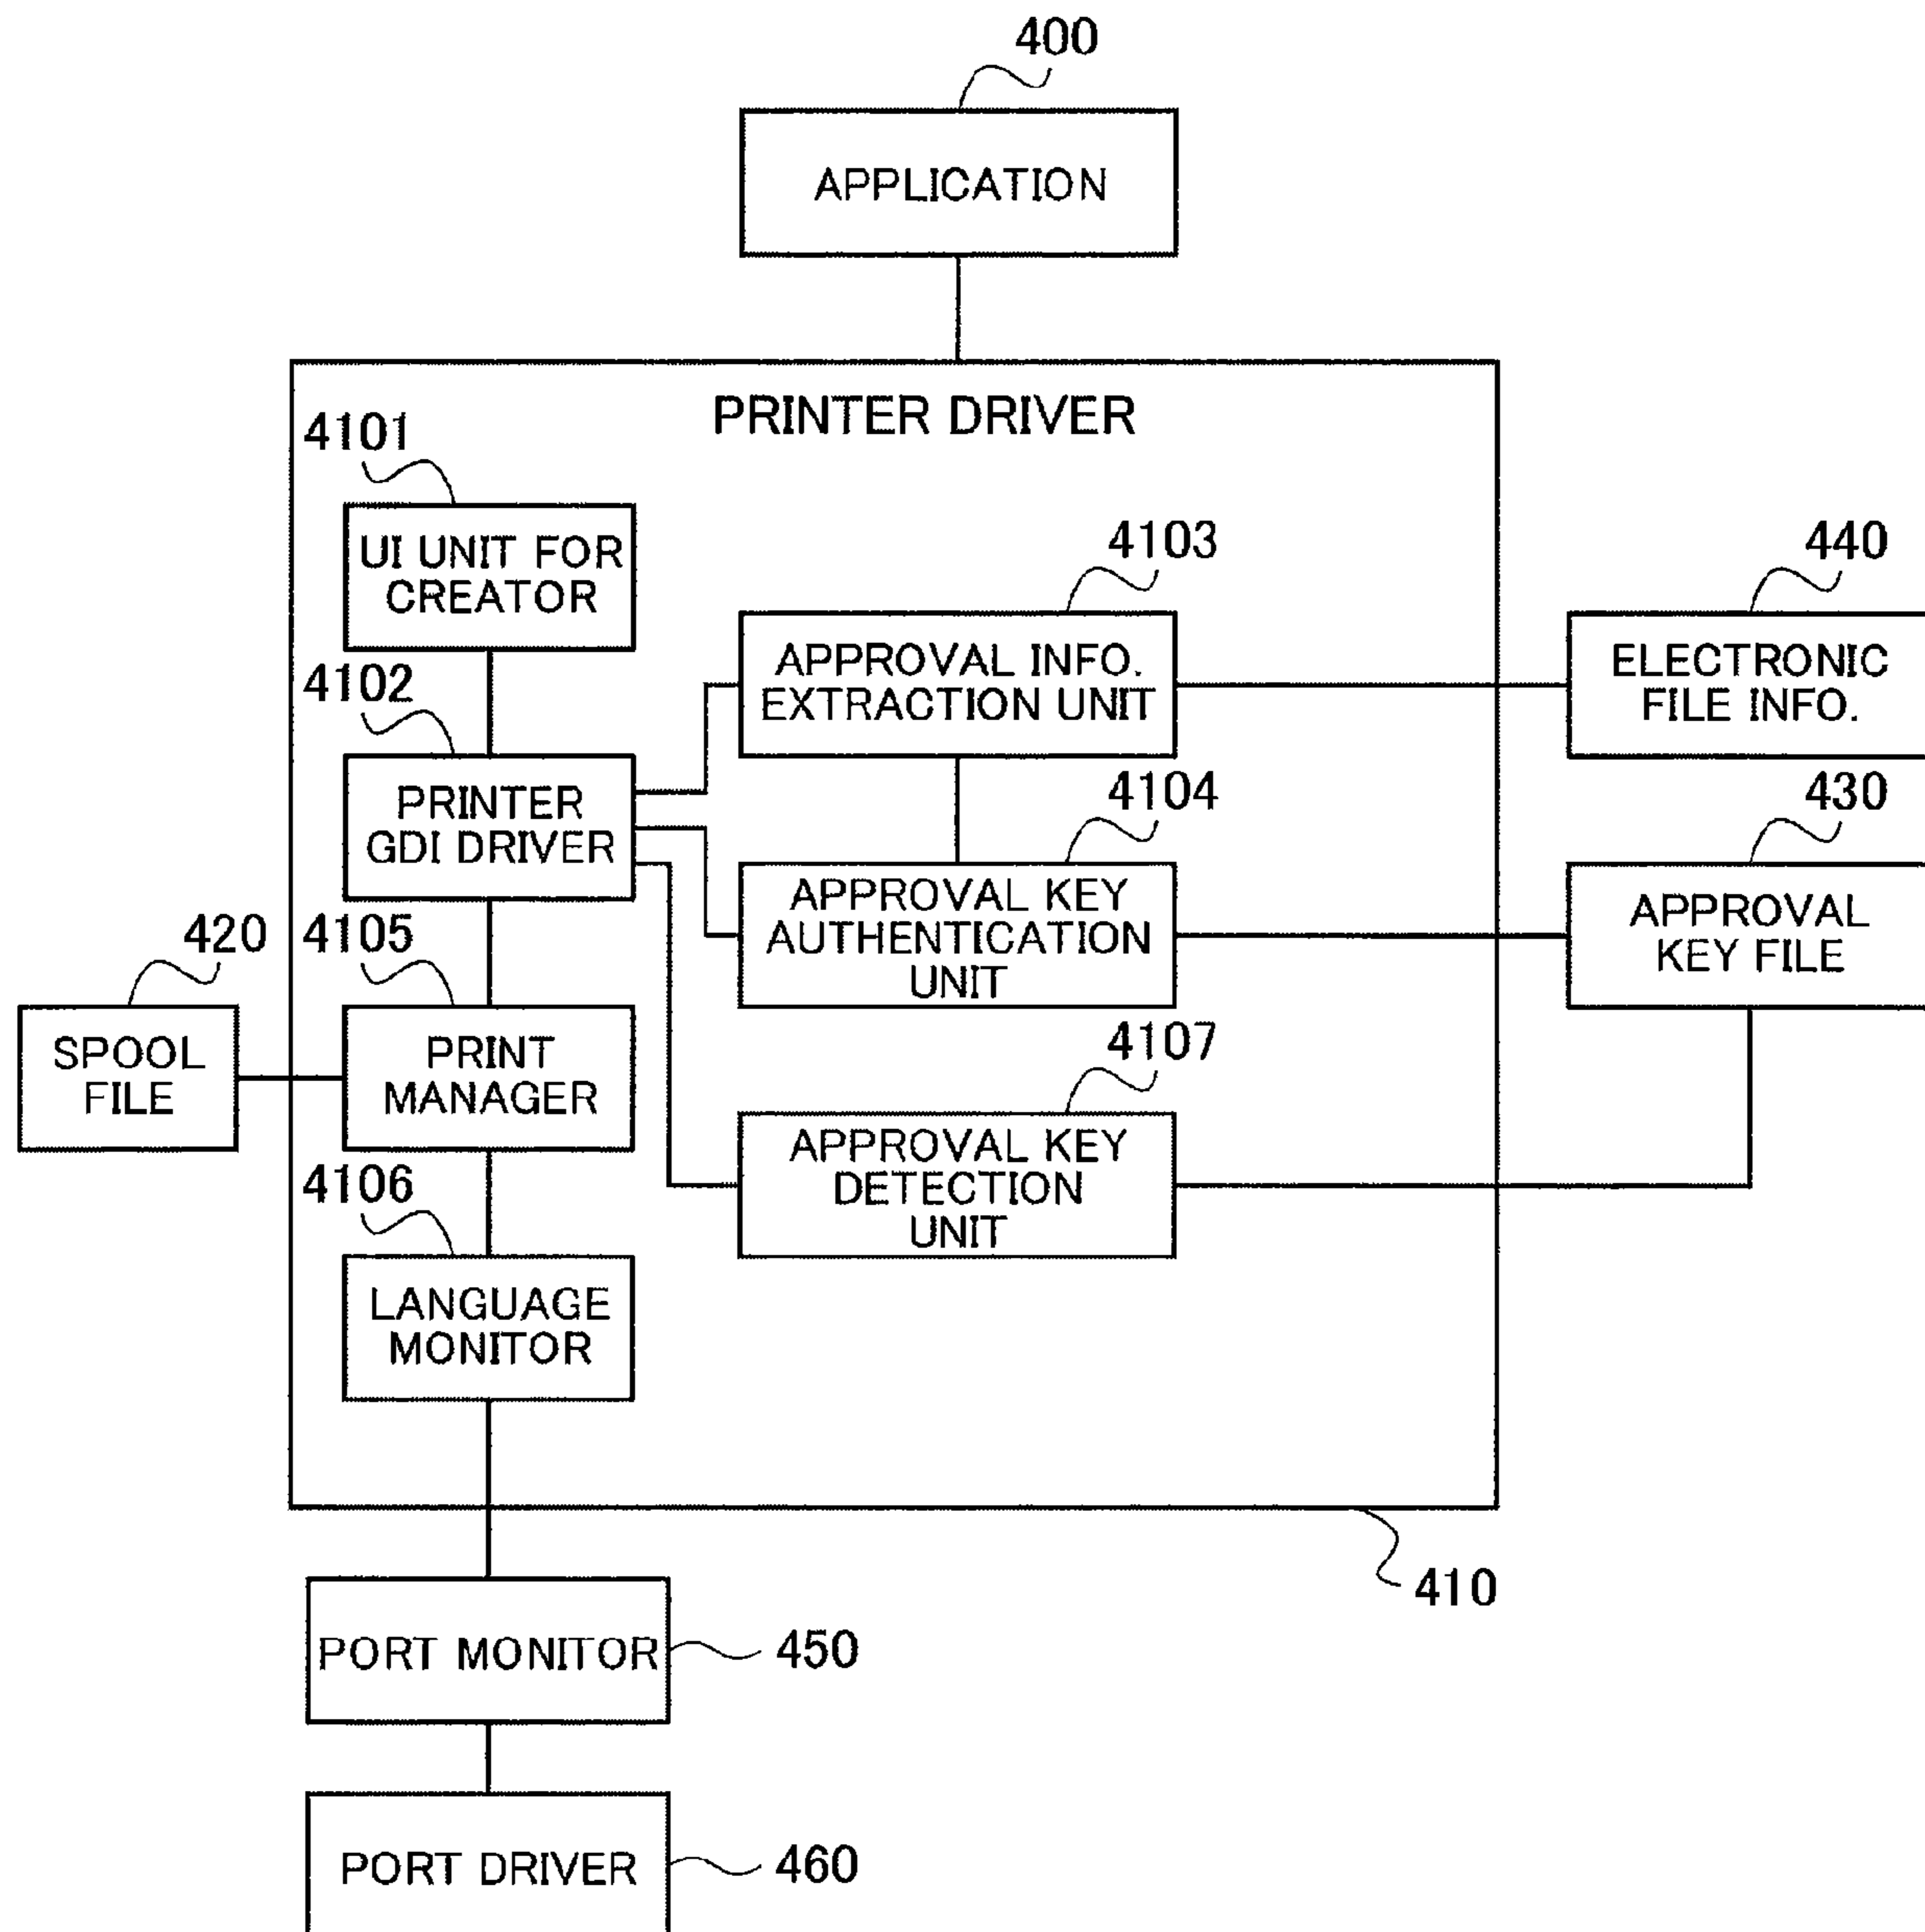 400
APPLICATION
PRINTER DRIVER
4101
UI UNIT FOR
CREATOR
4102
PRINTER
GDI DRIVER
4103
APPROVAL INFO.
EXTRACTION UNIT
440
ELECTRONIC
FILE INFO.
4104
APPROVAL KEY
AUTHENTICATION
UNIT
430
APPROVAL
KEY FILE
420
SPOOL
FILE
4105
PRINT
MANAGER
4107
APPROVAL KEY
DETECTION
UNIT
4106
LANGUAGE
MONITOR
410
PORT MONITOR
450
PORT DRIVER
460